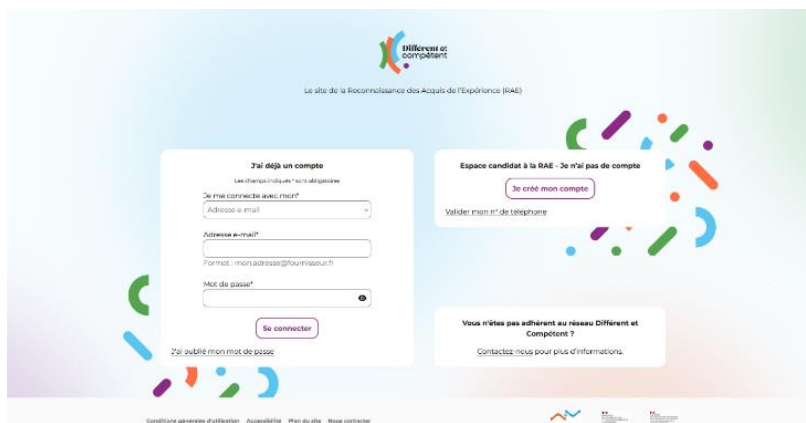 Différent et
compétent
Le site de la Reconnaissance des Acquis de l'Expérience (RAE)
J'ai déjà un compte
Les champs indiqués * sont obligatoires
Je me connecte avec mon*
Adresse e-mail
Adresse e-mail*
Format : mon.adresse@fournisseur.fr
Mot de passe*
Se connecter
J'ai oublié mon mot de passe
Espace candidat à la RAE - Je n'ai pas de compte
Je créé mon compte
Valider mon n° de téléphone
Vous n'êtes pas adhérent au réseau Différent et
Compétent ?
Contactez-nous pour plus d'informations.
Conditions générales d'utilisation Accessibilité Plan du site Nous contacter